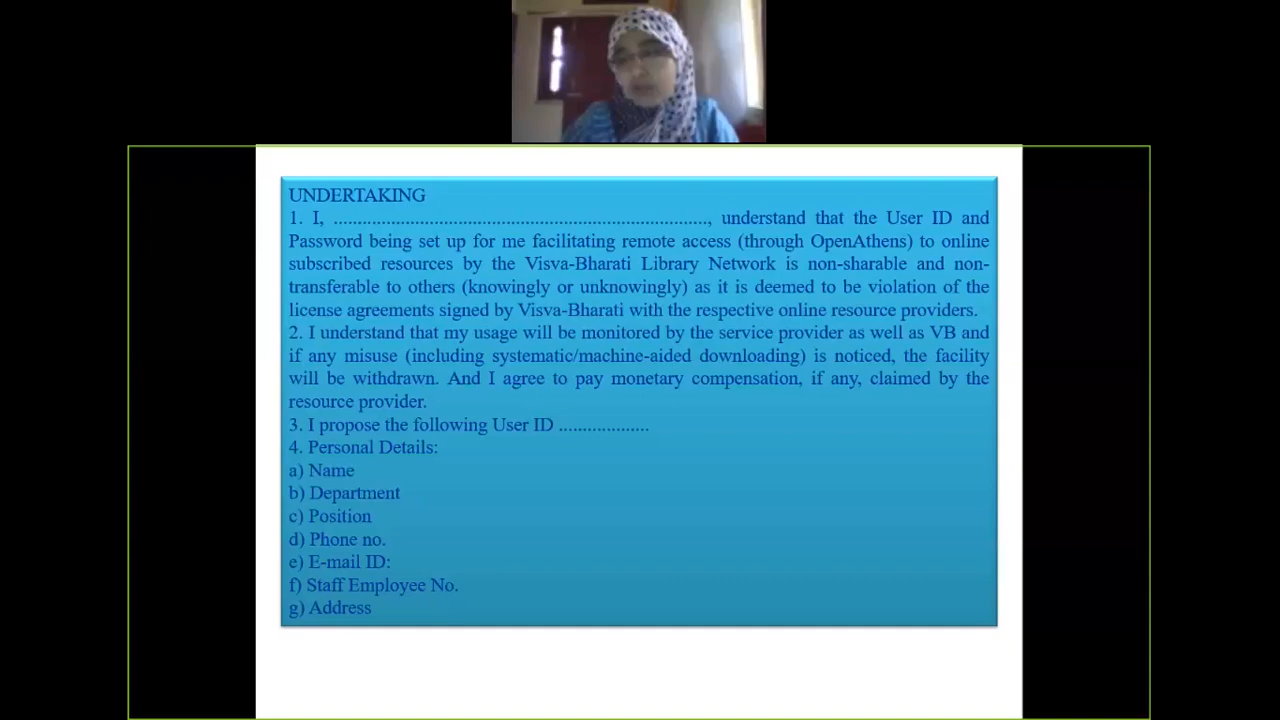 UNDERTAKING
1. I, ..............................................................................., understand that the User ID and
Password being set up for me facilitating remote access (through OpenAthens) to online
subscribed resources by the Visva-Bharati Library Network is non-sharable and non-
transferable to others (knowingly or unknowingly) as it is deemed to be violation of the
license agreements signed by Visva-Bharati with the respective online resource providers.
2. I understand that my usage will be monitored by the service provider as well as VB and
if any misuse (including systematic/machine-aided downloading) is noticed, the facility
will be withdrawn. And I agree to pay monetary compensation, if any, claimed by the
resource provider.
3. I propose the following User ID ...................
4. Personal Details:
a) Name
b) Department
c) Position
d) Phone no.
e) E-mail ID:
f) Staff Employee No.
g) Address